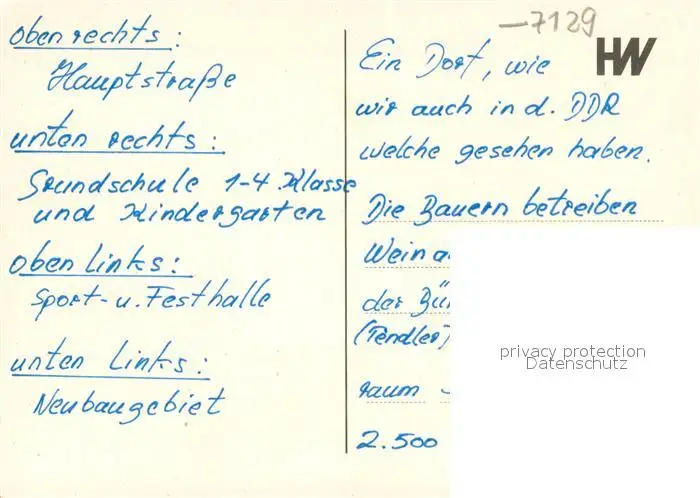 oben rechts:
Hauptstraße
unten rechts:
Grundschule 1-4. Klasse
und Kindergarten
oben links:
Sport- u. Festhalle
unten links:
Neubaugebiet
-7129
HW
Ein Dorf, wie
wir auch in d. DDR
welche gesehen haben.
Die Bauern betreiben
Wein
der
(Pendler)
raum
2.500
privacy protection
Datenschutz